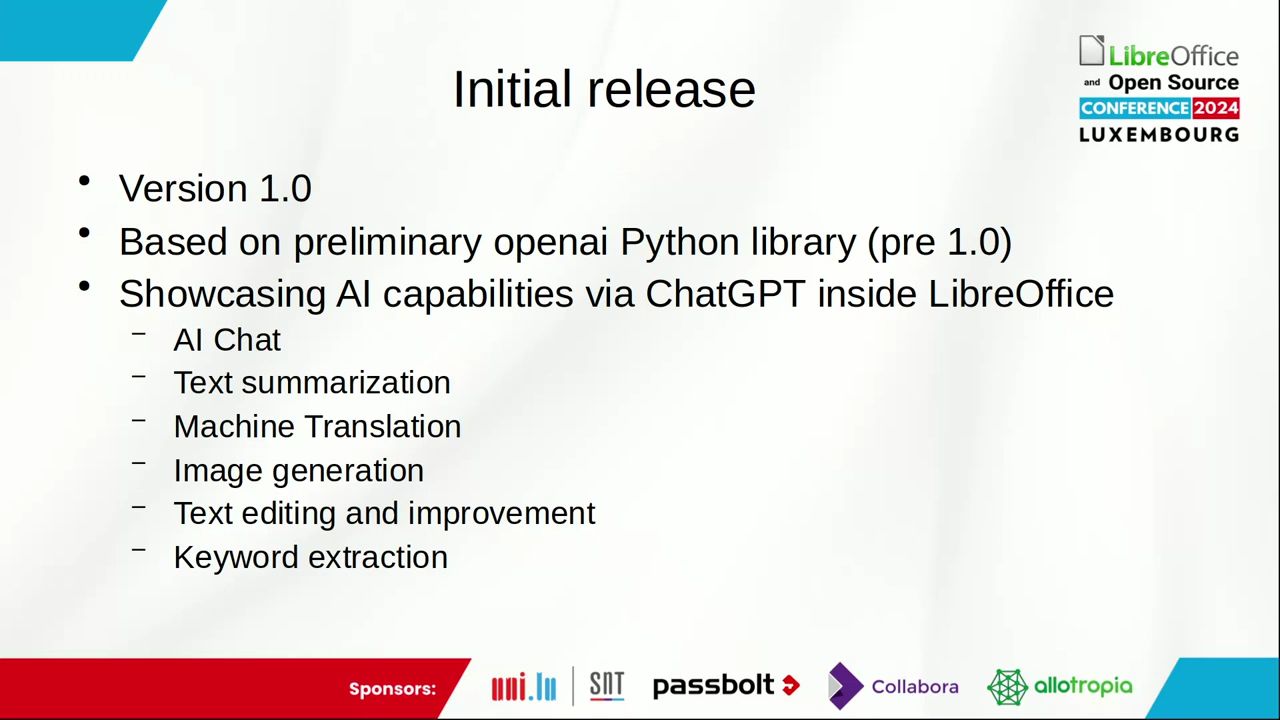 LibreOffice
and Open Source
CONFERENCE 2024
LUXEMBOURG
Initial release
• Version 1.0
• Based on preliminary openai Python library (pre 1.0)
• Showcasing AI capabilities via ChatGPT inside LibreOffice
– AI Chat
– Text summarization
– Machine Translation
– Image generation
– Text editing and improvement
– Keyword extraction
Sponsors: uni.lu SNT passbolt Collabora allotropia